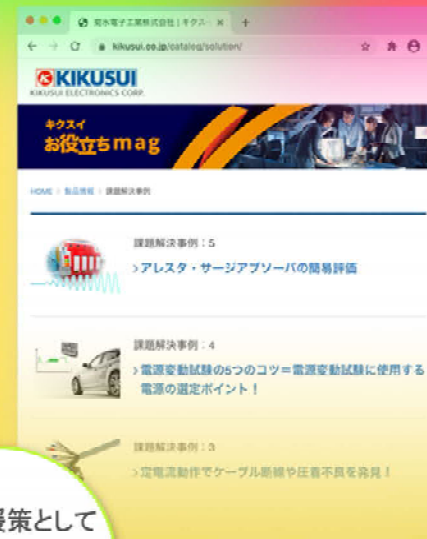 菊水電子工業株式会社 | キクス
kikusui.co.jp/catalog/solution/
KIKUSUI
KIKUSUI ELECTRONICS CORP.
キクスイ
お役立ちmag
HOME 〉 製品情報 〉 課題解決事例
課題解決事例：5
›アレスタ・サージアブソーバの簡易評価
課題解決事例：4
›電源変動試験の5つのコツ＝電源変動試験に使用する
電源の選定ポイント！
課題解決事例：3
›定電流動作でケーブル断線や圧着不良を発見！
策として